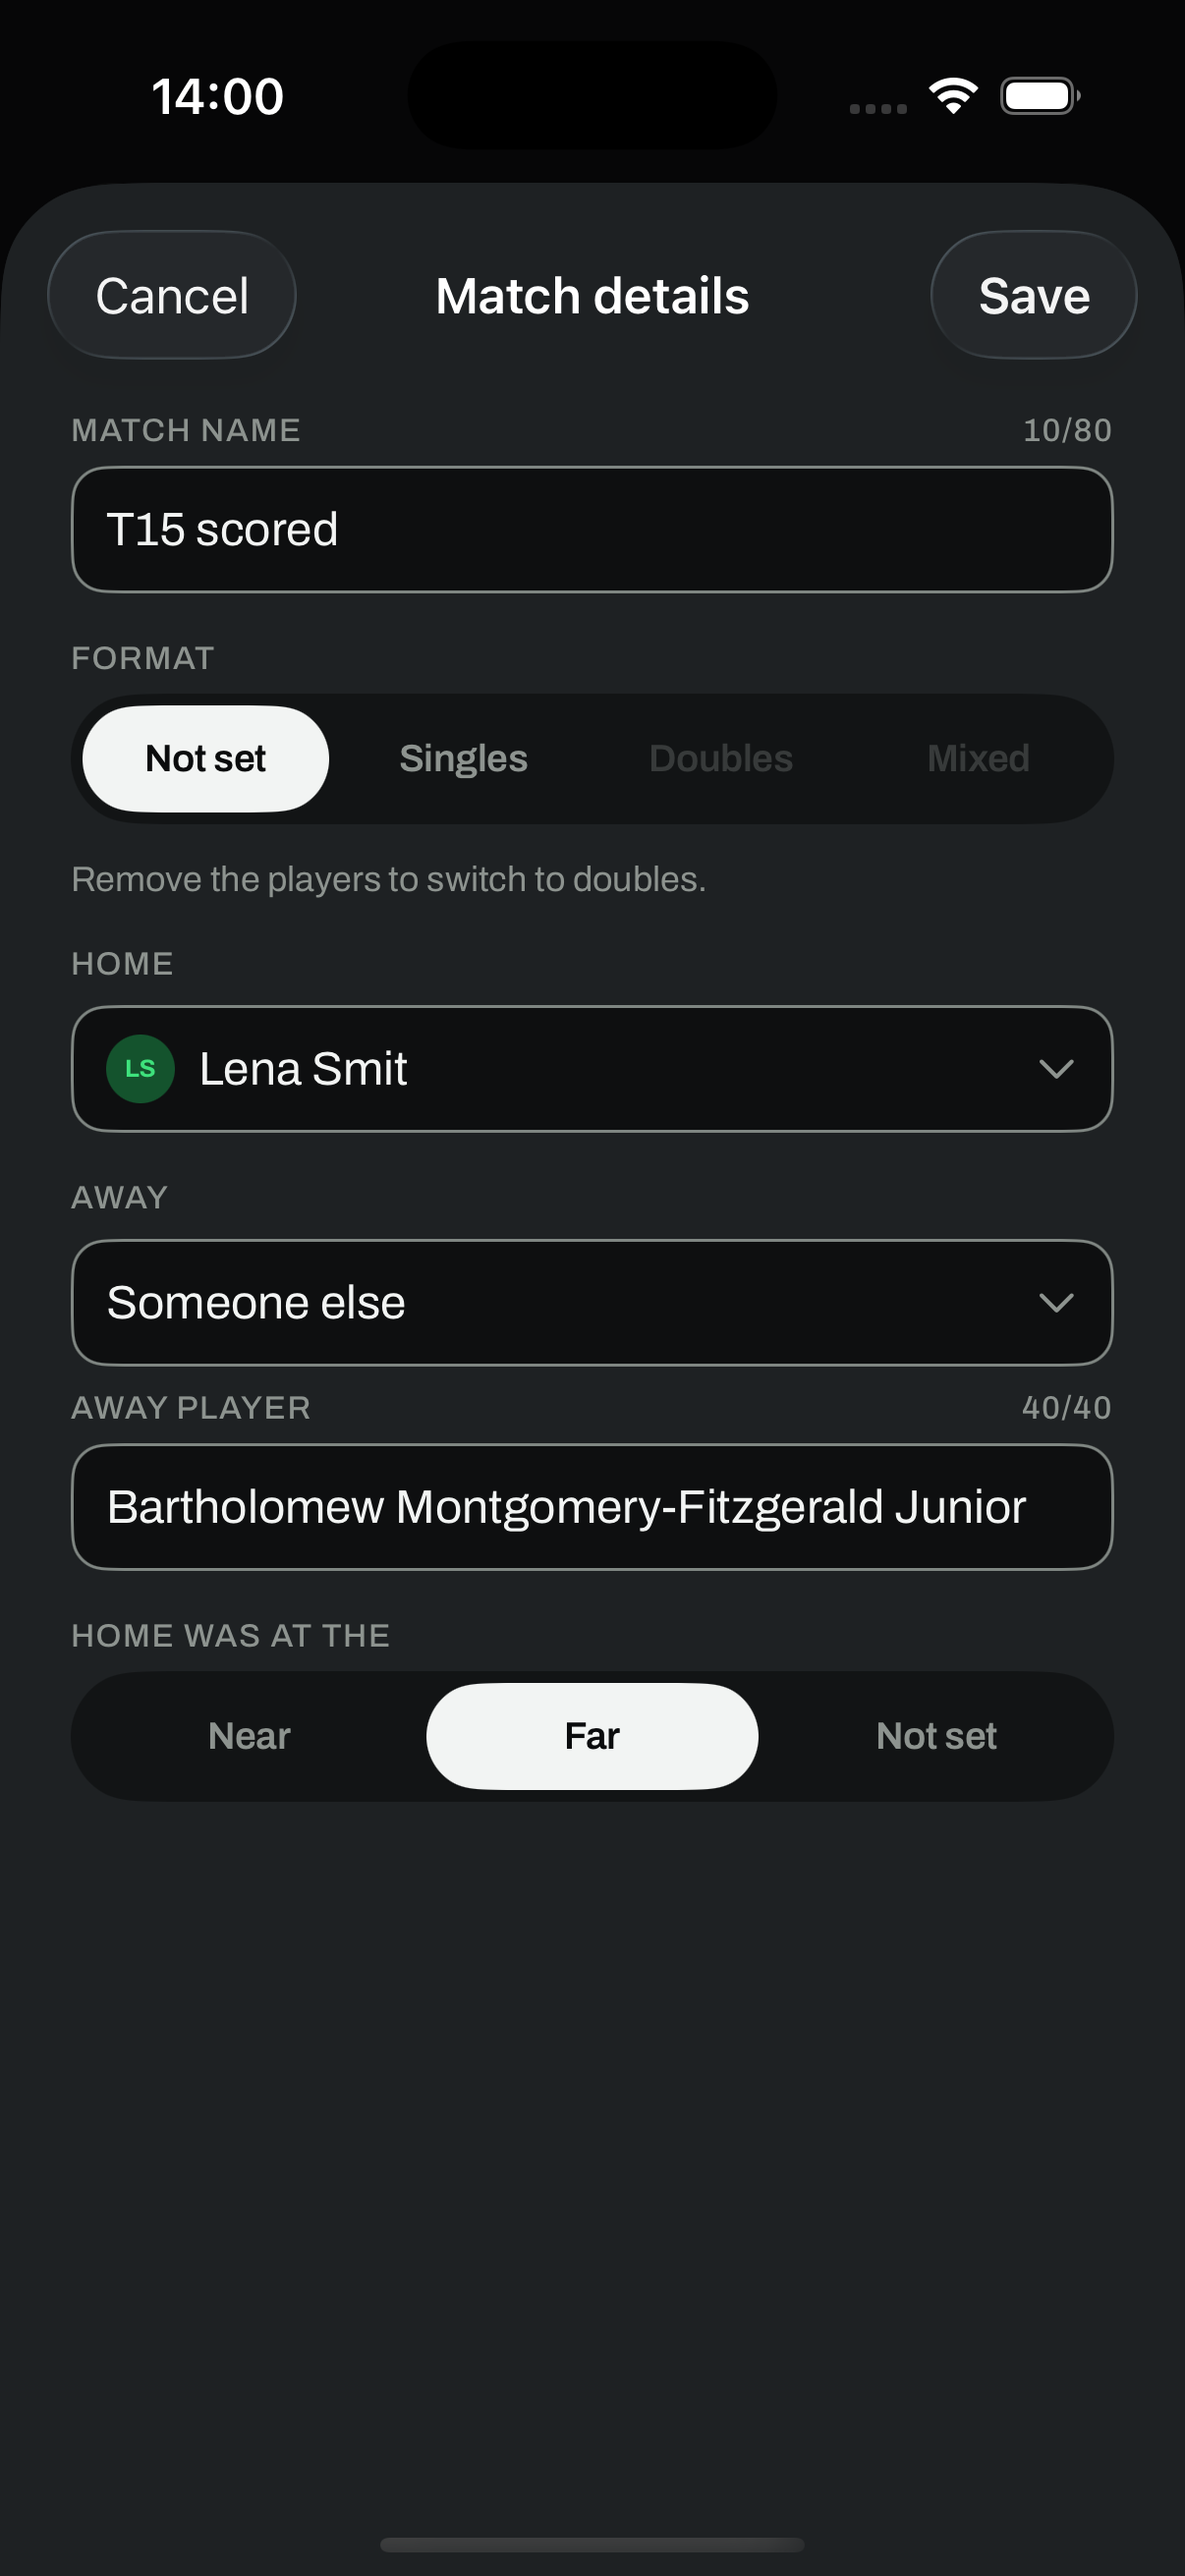 14:00
Cancel
Match details
Save
MATCH NAME
10/80
T15 scored
FORMAT
Not set
Singles
Doubles
Mixed
Remove the players to switch to doubles.
HOME
LS
Lena Smit
AWAY
Someone else
AWAY PLAYER
40/40
Bartholomew Montgomery-Fitzgerald Junior
HOME WAS AT THE
Near
Far
Not set